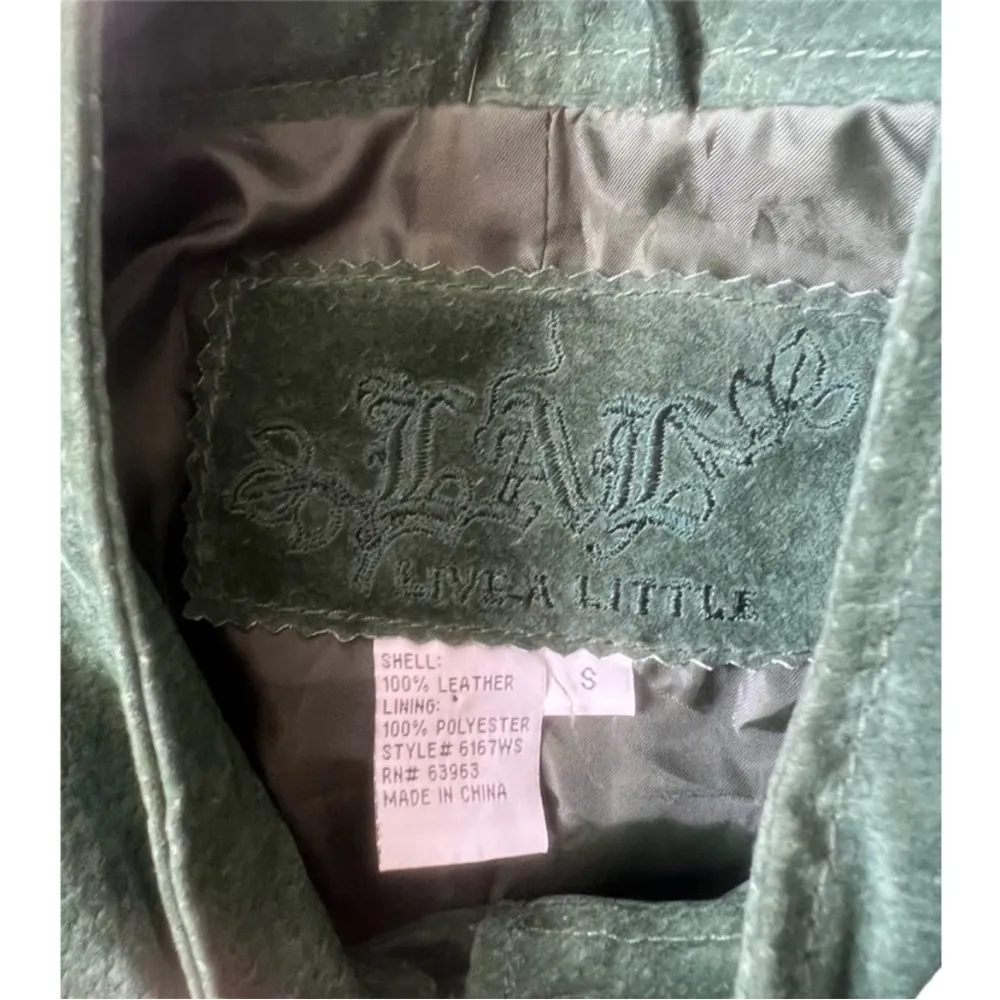 LAL
LIVE A LITTLE
SHELL:
100% LEATHER
LINING:
100% POLYESTER
STYLE# 6167WS
RN# 63963
MADE IN CHINA
S